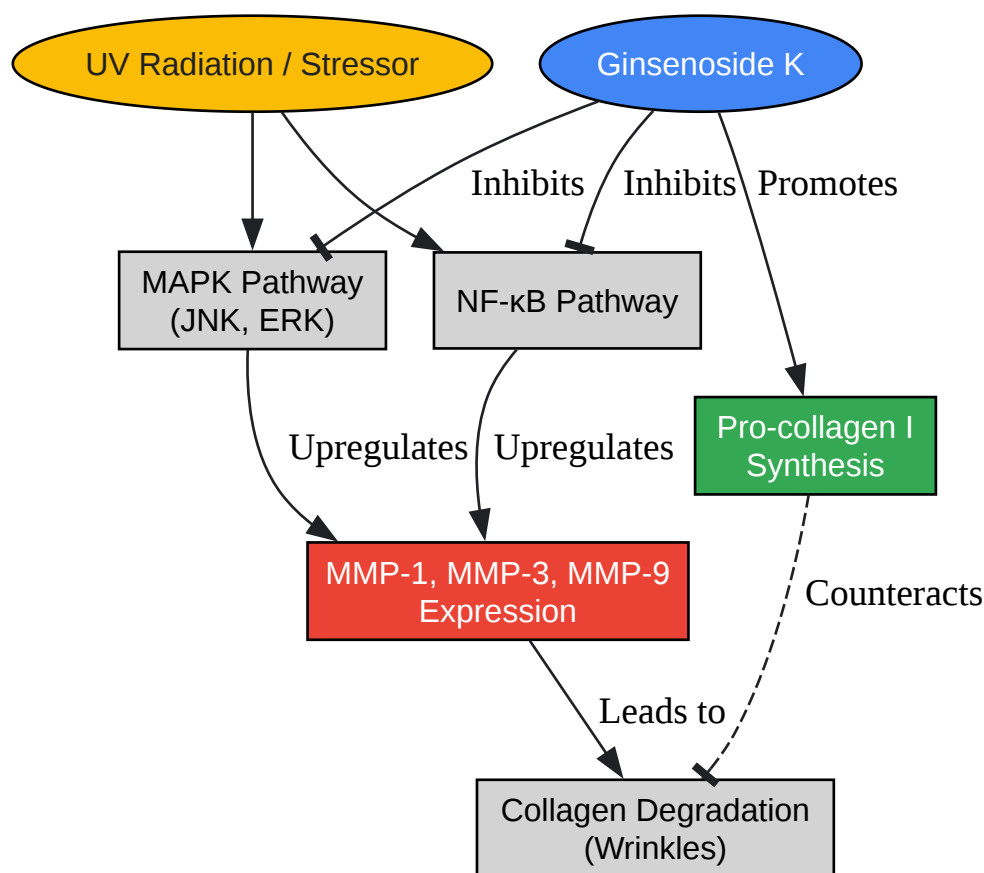 UV Radiation / Stressor
Ginsenoside K
Inhibits
Inhibits
Promotes
MAPK Pathway
(JNK, ERK)
NF-κB Pathway
Pro-collagen I
Synthesis
Upregulates
Upregulates
MMP-1, MMP-3, MMP-9
Expression
Counteracts
Leads to
Collagen Degradation
(Wrinkles)